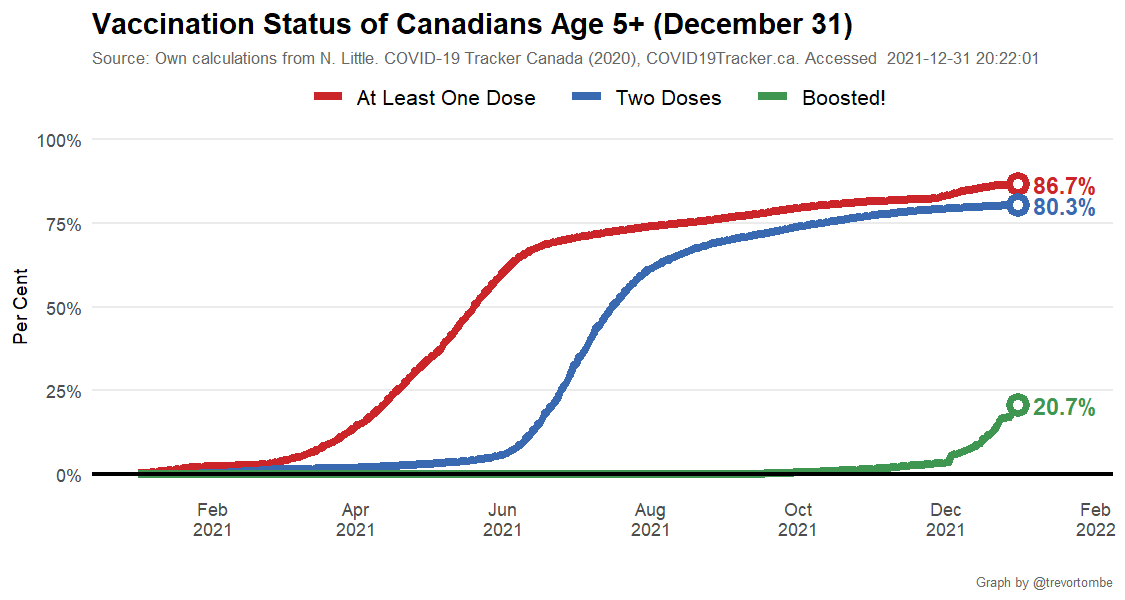 Vaccination Status of Canadians Age 5+ (December 31)
Source: Own calculations from N. Little. COVID-19 Tracker Canada (2020), COVID19Tracker.ca. Accessed  2021-12-31 20:22:01
At Least One Dose Two Doses Boosted!
Per Cent
100%
75%
50%
25%
0%
86.7%
80.3%
20.7%
Feb Apr Jun Aug Oct Dec Feb
2021 2021 2021 2021 2021 2021 2022
Graph by @trevortombe